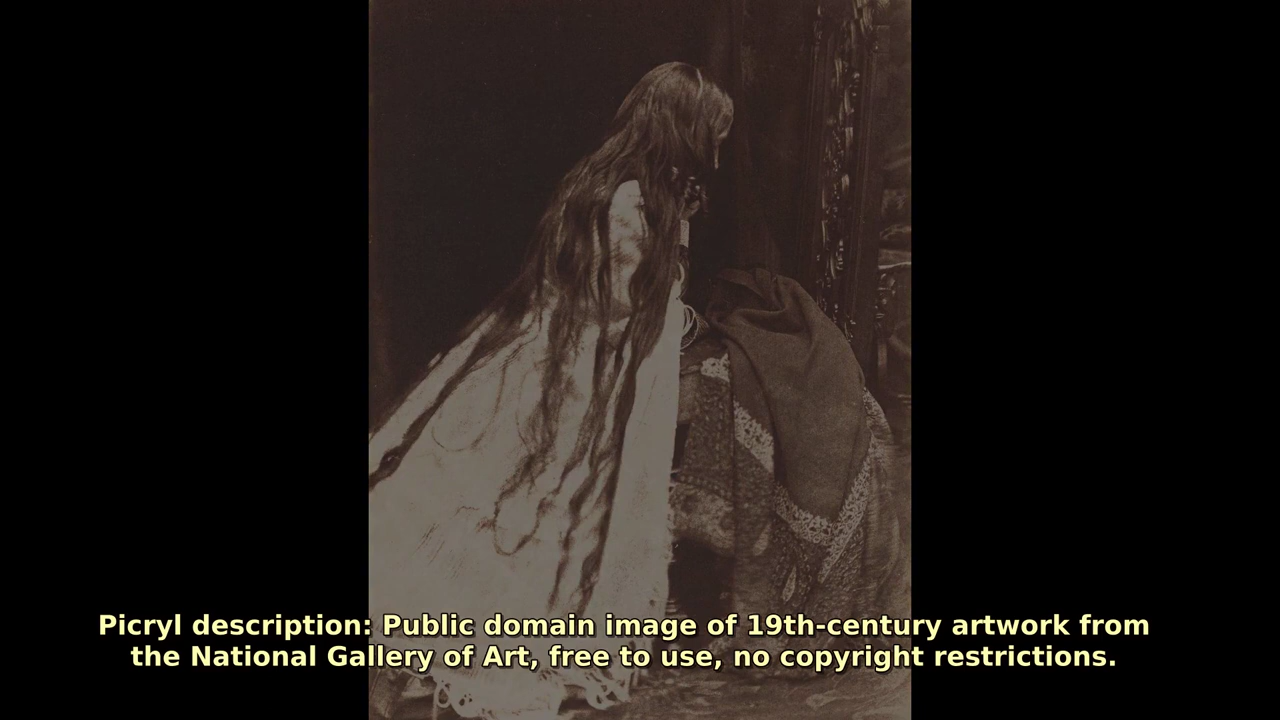 Picryl description: Public domain image of 19th-century artwork from
the National Gallery of Art, free to use, no copyright restrictions.